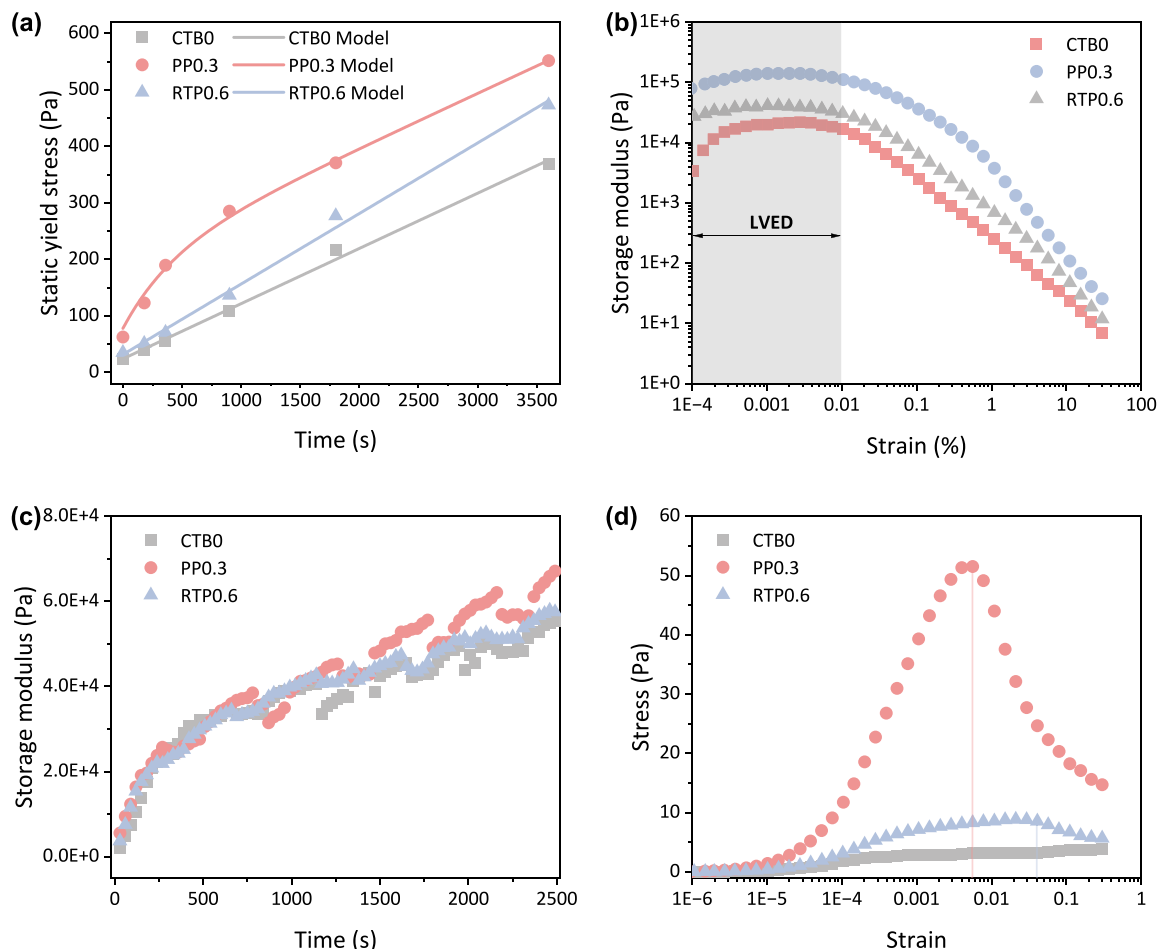 (a)
600
500
400
300
200
100
0
Static yield stress (Pa)
CTB0 CTB0 Model
PP0.3 PP0.3 Model
RTP0.6 RTP0.6 Model
0 500 1000 1500 2000 2500 3000 3500
Time (s)
(b)
1E+6
1E+5
1E+4
1E+3
1E+2
1E+1
1E+0
Storage modulus (Pa)
CTB0
PP0.3
RTP0.6
LVED
1E−4 0.001 0.01 0.1 1 10 100
Strain (%)
(c)
8.0E+4
6.0E+4
4.0E+4
2.0E+4
0.0E+0
Storage modulus (Pa)
CTB0
PP0.3
RTP0.6
0 500 1000 1500 2000 2500
Time (s)
(d)
60
50
40
30
20
10
0
Stress (Pa)
CTB0
PP0.3
RTP0.6
1E−6 1E−5 1E−4 0.001 0.01 0.1 1
Strain